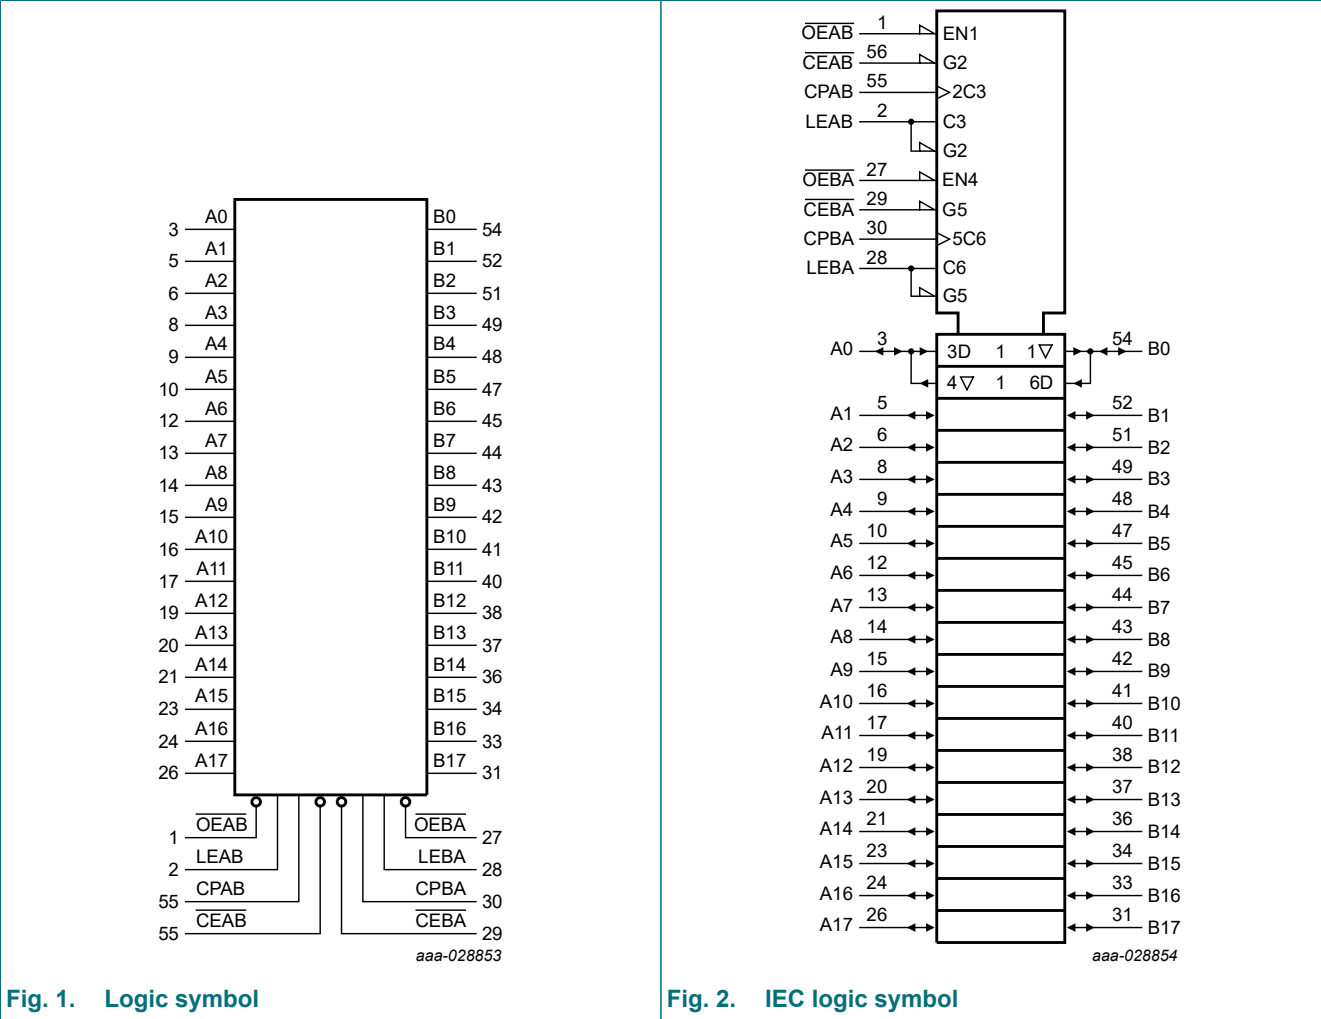 A0 B0
3 54
A1 B1
5 52
A2 B2
6 51
A3 B3
8 49
A4 B4
9 48
A5 B5
10 47
A6 B6
12 45
A7 B7
13 44
A8 B8
14 43
A9 B9
15 42
A10 B10
16 41
A11 B11
17 40
A12 B12
19 38
A13 B13
20 37
A14 B14
21 36
A15 B15
23 34
A16 B16
24 33
A17 B17
26 31
OEAB OEBA
1 27
LEAB LEBA
2 28
CPAB CPBA
55 30
CEAB CEBA
55 29
aaa-028853
Fig. 1. Logic symbol
OEAB 1 EN1
CEAB 56 G2
CPAB 55 2C3
LEAB 2 C3
G2
OEBA 27 EN4
CEBA 29 G5
CPBA 30 5C6
LEBA 28 C6
G5
A0 3 3D 1 1▽ 54 B0
4▽ 1 6D
A1 5 52 B1
A2 6 51 B2
A3 8 49 B3
A4 9 48 B4
A5 10 47 B5
A6 12 45 B6
A7 13 44 B7
A8 14 43 B8
A9 15 42 B9
A10 16 41 B10
A11 17 40 B11
A12 19 38 B12
A13 20 37 B13
A14 21 36 B14
A15 23 34 B15
A16 24 33 B16
A17 26 31 B17
aaa-028854
Fig. 2. IEC logic symbol